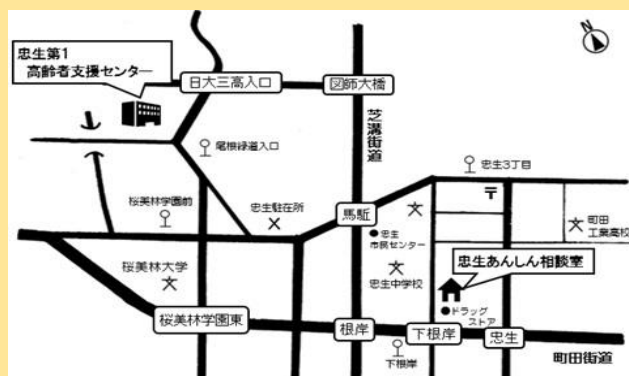 忠生第1
高齢者支援センター
N
日大三高入口
図師大橋
芝溝街道
尾根緑道入口
忠生3丁目
〒
桜美林学園前
忠生駐在所
馬駈
忠生
市民センター
町田
工業高校
忠生あんしん相談室
桜美林大学
忠生中学校
ドラッグ
ストア
桜美林学園東
根岸
下根岸
忠生
下根岸
町田街道